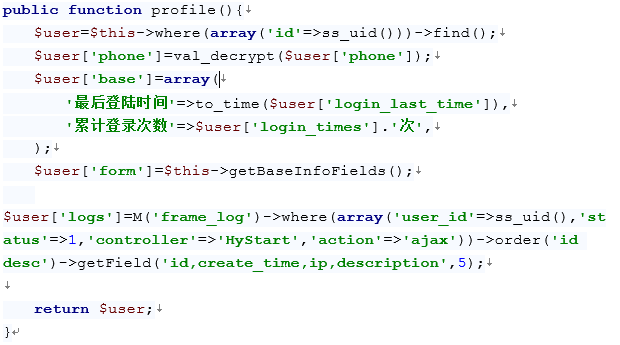 public function profile(){↓
    $user=$this->where(array('id'=>ss_uid()))->find();↓
    $user['phone']=val_decrypt($user['phone']);↓
    $user['base']=array(↓
        '最后登陆时间'=>to_time($user['login_last_time']),↓
        '累计登录次数'=>$user['login_times'].'次',↓
    );↓
    $user['form']=$this->getBaseInfoFields();↓
$user['logs']=M('frame_log')->where(array('user_id'=>ss_uid(),'st
atus'=>1,'controller'=>'HyStart','action'=>'ajax'))->order('id
desc')->getField('id,create_time,ip,description',5);↓
↓
    return $user;↓
}↵